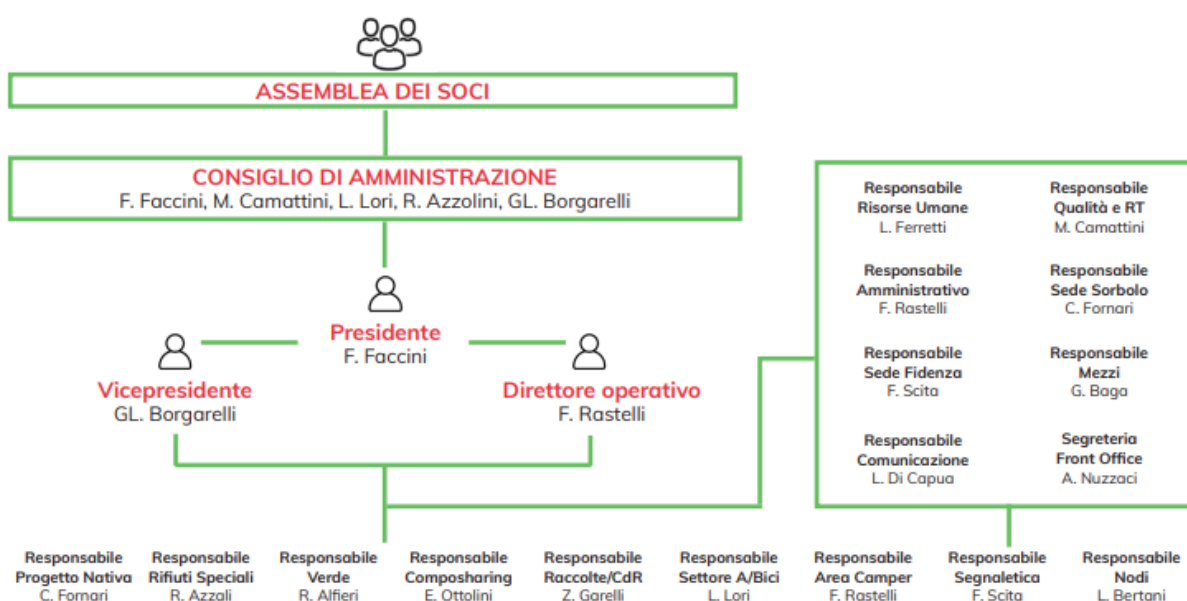 ASSEMBLEA DEI SOCI
CONSIGLIO DI AMMINISTRAZIONE
F. Faccini, M. Camattini, L. Lori, R. Azzolini, GL. Borgarelli
Presidente
F. Faccini
Vicepresidente
GL. Borgarelli
Direttore operativo
F. Rastelli
Responsabile
Risorse Umane
L. Ferretti
Responsabile
Qualità e RT
M. Camattini
Responsabile
Amministrativo
F. Rastelli
Responsabile
Sede Sorbolo
C. Fornari
Responsabile
Sede Fidenza
F. Scita
Responsabile
Mezzi
G. Baga
Responsabile
Comunicazione
L. Di Capua
Segreteria
Front Office
A. Nuzzaci
Responsabile
Progetto Nativa
C. Fornari
Responsabile
Rifiuti Speciali
R. Azzali
Responsabile
Verde
R. Alfieri
Responsabile
Composharing
E. Ottolini
Responsabile
Raccolte/CdR
Z. Garelli
Responsabile
Settore A/Bici
L. Lori
Responsabile
Area Camper
F. Rastelli
Responsabile
Segnaletica
F. Scita
Responsabile
Nodi
L. Bertani